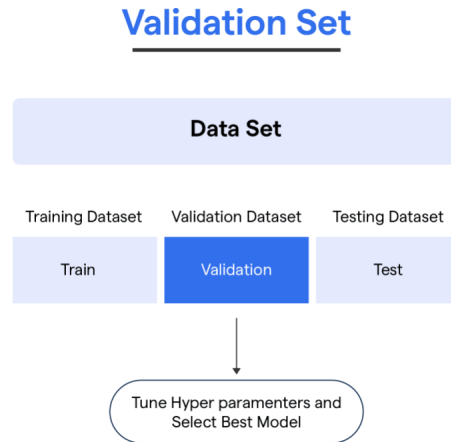 Validation Set
Data Set
Training Dataset Validation Dataset Testing Dataset
Train Validation Test
Tune Hyper paramenters and
Select Best Model